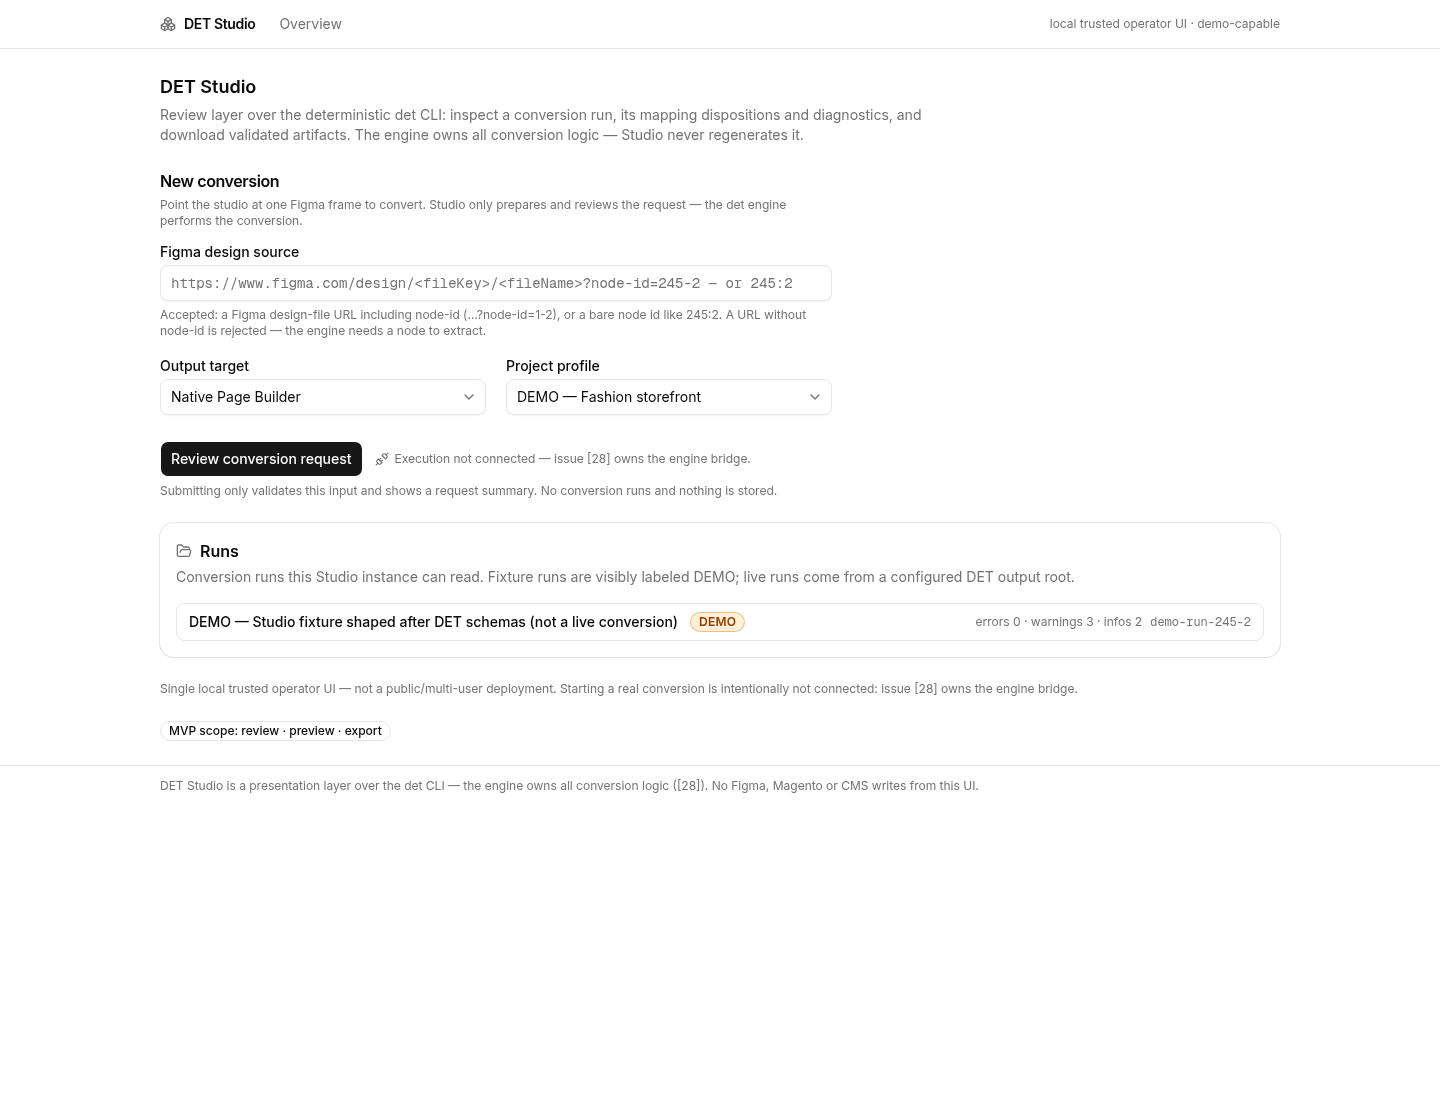 DET Studio
Overview
local trusted operator UI · demo-capable
DET Studio
Review layer over the deterministic det CLI: inspect a conversion run, its mapping dispositions and diagnostics, and
download validated artifacts. The engine owns all conversion logic — Studio never regenerates it.
New conversion
Point the studio at one Figma frame to convert. Studio only prepares and reviews the request — the det engine
performs the conversion.
Figma design source
https://www.figma.com/design/<fileKey>/<fileName>?node-id=245-2 — or 245:2
Accepted: a Figma design-file URL including node-id (…?node-id=1-2), or a bare node id like 245:2. A URL without
node-id is rejected — the engine needs a node to extract.
Output target
Project profile
Native Page Builder
DEMO — Fashion storefront
Review conversion request
Execution not connected — issue [28] owns the engine bridge.
Submitting only validates this input and shows a request summary. No conversion runs and nothing is stored.
Runs
Conversion runs this Studio instance can read. Fixture runs are visibly labeled DEMO; live runs come from a configured DET output root.
DEMO — Studio fixture shaped after DET schemas (not a live conversion)
DEMO
errors 0 · warnings 3 · infos 2
demo-run-245-2
Single local trusted operator UI — not a public/multi-user deployment. Starting a real conversion is intentionally not connected: issue [28] owns the engine bridge.
MVP scope: review · preview · export
DET Studio is a presentation layer over the det CLI — the engine owns all conversion logic ([28]). No Figma, Magento or CMS writes from this UI.